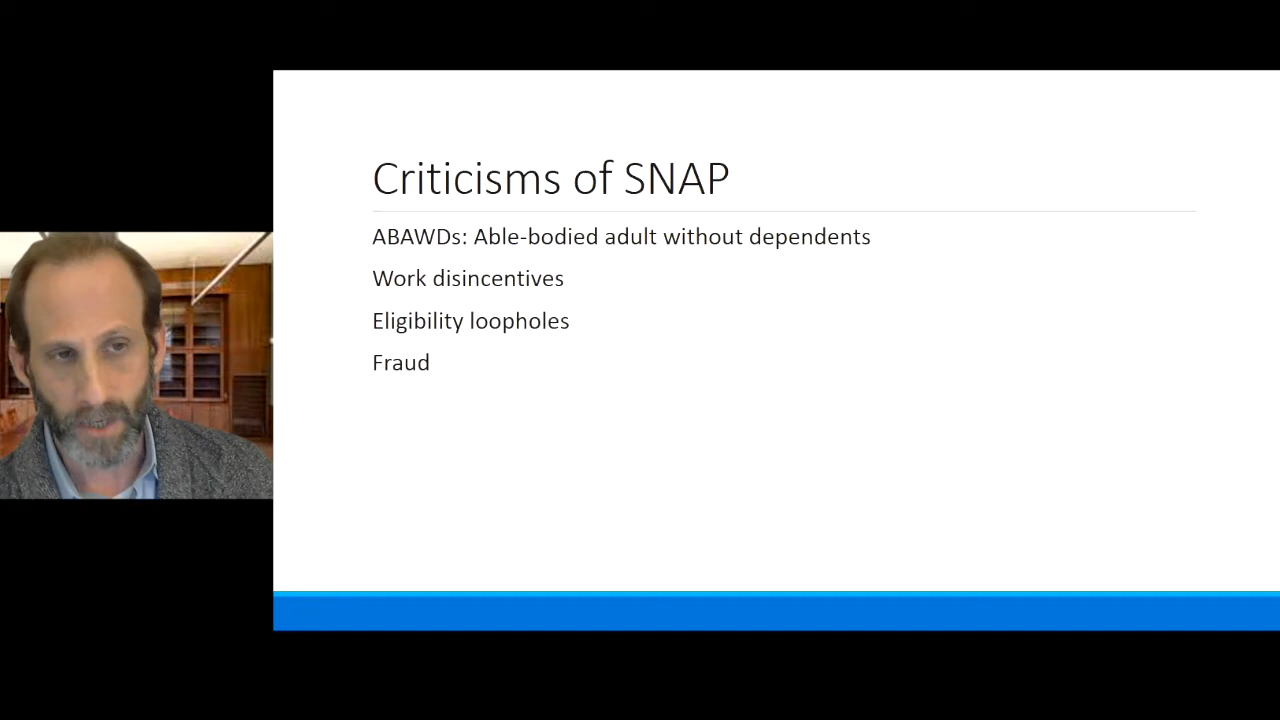 Criticisms of SNAP
ABAWDs: Able-bodied adult without dependents
Work disincentives
Eligibility loopholes
Fraud